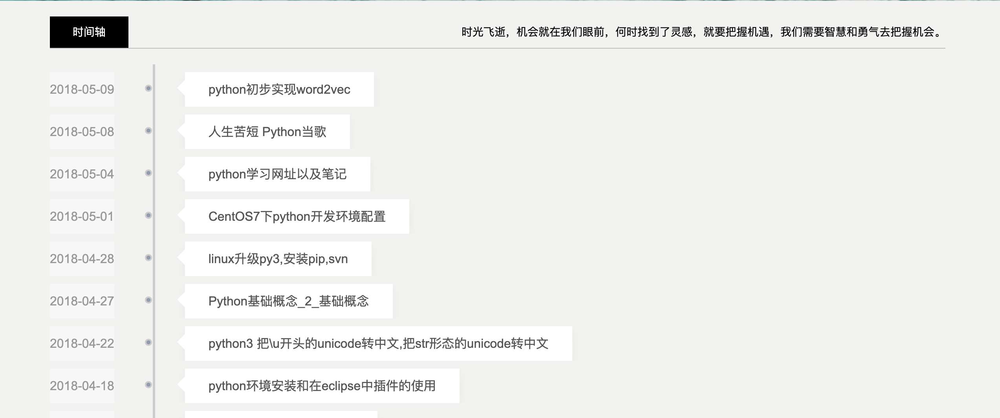 时间轴
时光飞逝，机会就在我们眼前，何时找到了灵感，就要把握机遇，我们需要智慧和勇气去把握机会。
2018-05-09 python初步实现word2vec
2018-05-08 人生苦短 Python当歌
2018-05-04 python学习网址以及笔记
2018-05-01 CentOS7下python开发环境配置
2018-04-28 linux升级py3,安装pip,svn
2018-04-27 Python基础概念_2_基础概念
2018-04-22 python3 把\u开头的unicode转中文,把str形态的unicode转中文
2018-04-18 python环境安装和在eclipse中插件的使用